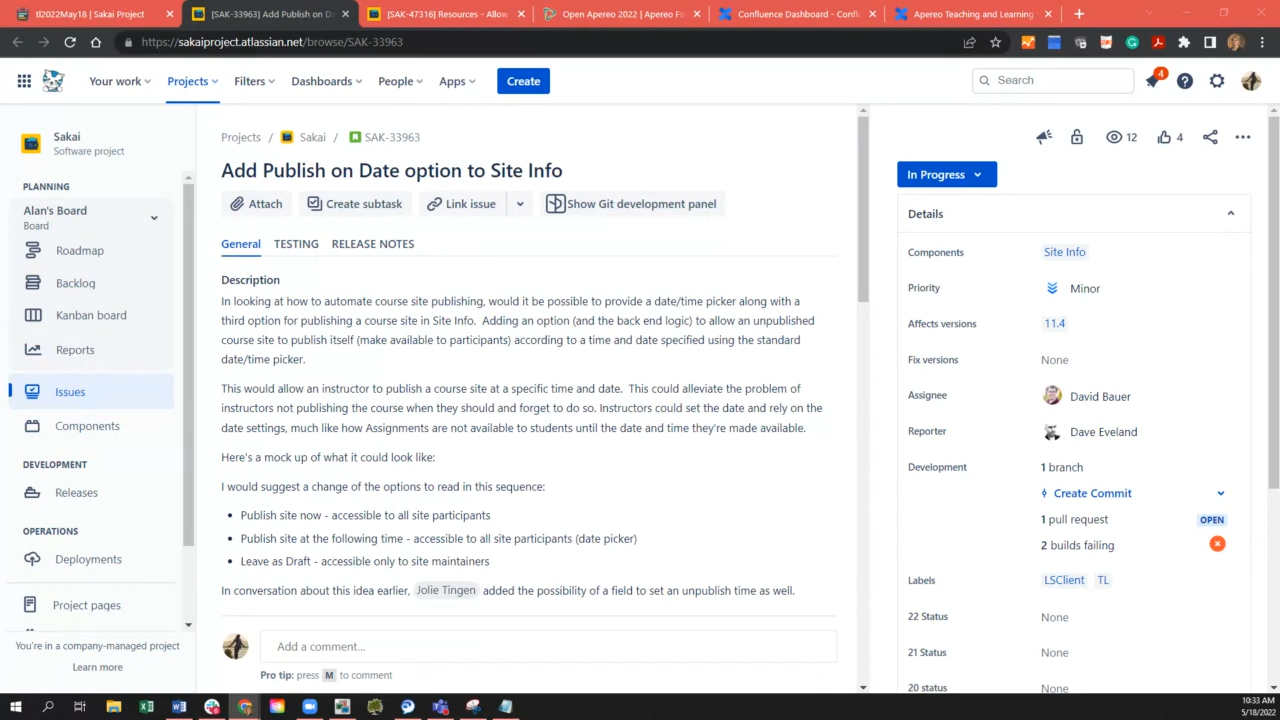 tl2022May18 | Sakai Project
[SAK-33963] Add Publish on Da
[SAK-47316] Resources - Allow
Open Apereo 2022 | Apereo Fo
Confluence Dashboard - Conflu
Apereo Teaching and Learning
https://sakaiproject.atlassian.net/browse/SAK-33963
Your work
Projects
Filters
Dashboards
People
Apps
Create
Search
4
Sakai
Software project
PLANNING
Alan's Board
Board
Roadmap
Backlog
Kanban board
Reports
Issues
Components
DEVELOPMENT
Releases
OPERATIONS
Deployments
Project pages
You're in a company-managed project
Learn more
Projects / Sakai / SAK-33963
Add Publish on Date option to Site Info
Attach
Create subtask
Link issue
Show Git development panel
General
TESTING
RELEASE NOTES
Description
In looking at how to automate course site publishing, would it be possible to provide a date/time picker along with a
third option for publishing a course site in Site Info. Adding an option (and the back end logic) to allow an unpublished
course site to publish itself (make available to participants) according to a time and date specified using the standard
date/time picker.
This would allow an instructor to publish a course site at a specific time and date. This could alleviate the problem of
instructors not publishing the course when they should and forget to do so. Instructors could set the date and rely on the
date settings, much like how Assignments are not available to students until the date and time they're made available.
Here's a mock up of what it could look like:
I would suggest a change of the options to read in this sequence:
• Publish site now - accessible to all site participants
• Publish site at the following time - accessible to all site participants (date picker)
• Leave as Draft - accessible only to site maintainers
In conversation about this idea earlier, Jolie Tingen added the possibility of a field to set an unpublish time as well.
Add a comment...
Pro tip: press M to comment
12
4
In Progress
Details
Components
Site Info
Priority
Minor
Affects versions
11.4
Fix versions
None
Assignee
David Bauer
Reporter
Dave Eveland
Development
1 branch
Create Commit
1 pull request
OPEN
2 builds failing
Labels
LSClient
TL
22 Status
None
21 Status
None
20 status
None
10:33 AM
5/18/2022